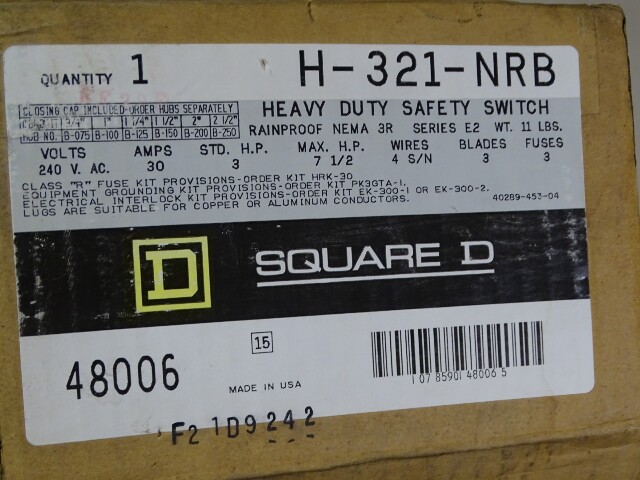 QUANTITY 1 H-321-NRB
CLOSING CAP INCLUDED-ORDER HUBS SEPARATELY
3/4" 1" 1 1/4" 1 1/2" 2" 2 1/2"
HUB NO. B-075 B-100 B-125 B-150 B-200 B-250
HEAVY DUTY SAFETY SWITCH
RAINPROOF NEMA 3R SERIES E2 WT. 11 LBS.
VOLTS AMPS STD. H.P. MAX. H.P. WIRES BLADES FUSES
240 V. AC. 30 3 7 1/2 4 S/N 3 3
CLASS "R" FUSE KIT PROVISIONS-ORDER KIT HRK-30
EQUIPMENT GROUNDING KIT PROVISIONS-ORDER KIT PK3GTA-1.
ELECTRICAL INTERLOCK KIT PROVISIONS-ORDER KIT EK-300-1 OR EK-300-2.
LUGS ARE SUITABLE FOR COPPER OR ALUMINUM CONDUCTORS.
40289-453-04
D SQUARE D
15
48006
MADE IN USA
1 07 85901 48006 5
F2 1D9242